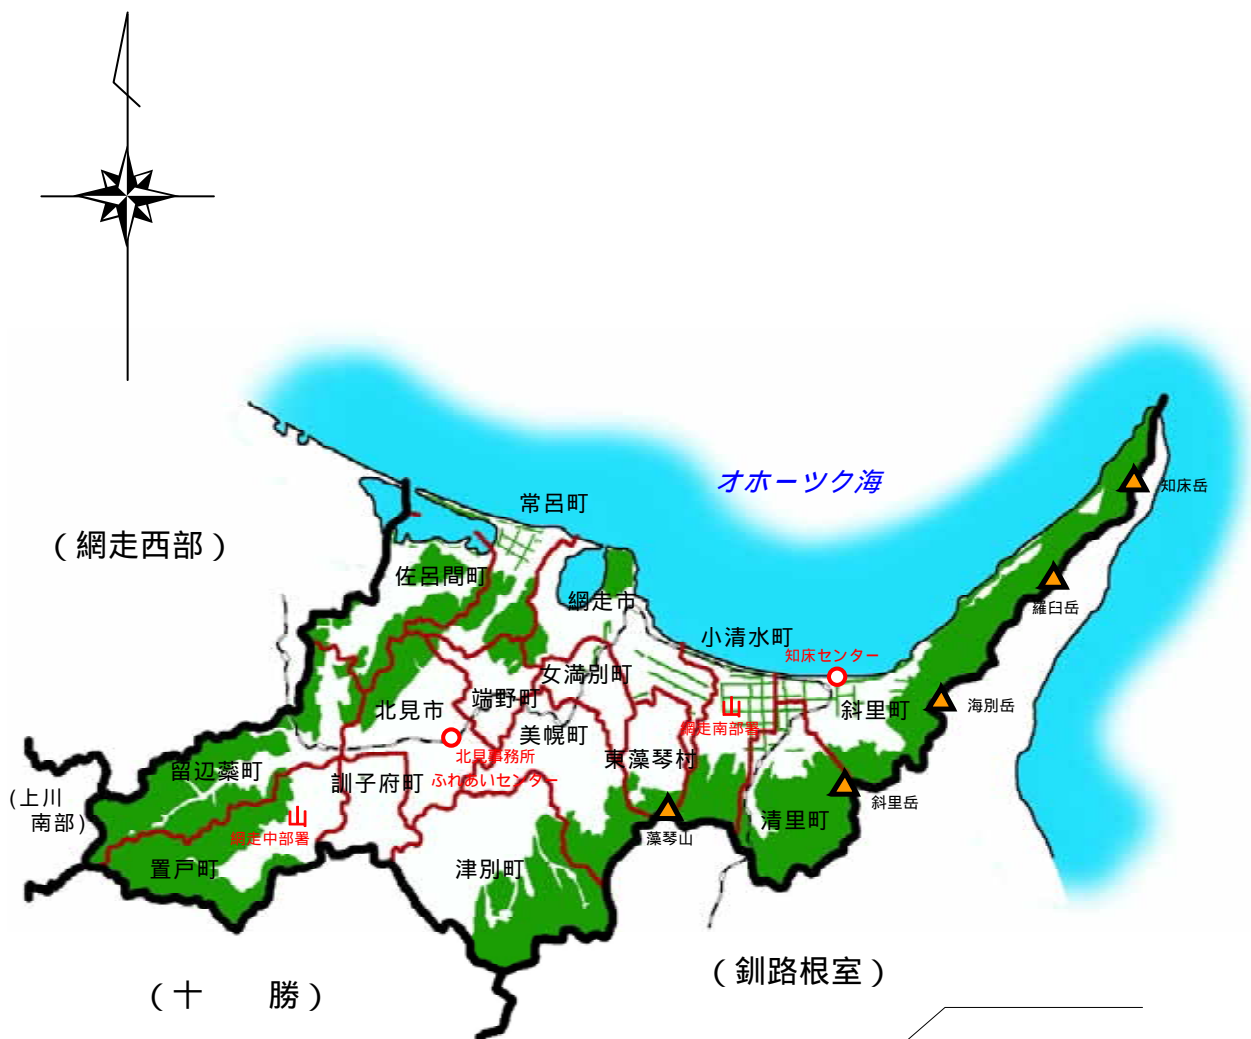 オホーツク海
知床岳
常呂町
(網走西部)
佐呂間町
網走市
羅臼岳
小清水町
知床センター
女満別町
端野町
北見市
斜里町
海別岳
網走南部署
美幌町
北見事務所
ふれあいセンター
東藻琴村
留辺蘂町
訓子府町
(上川
南部)
斜里岳
清里町
網走中部署
藻琴山
置戸町
津別町
(釧路根室)
(十 勝)